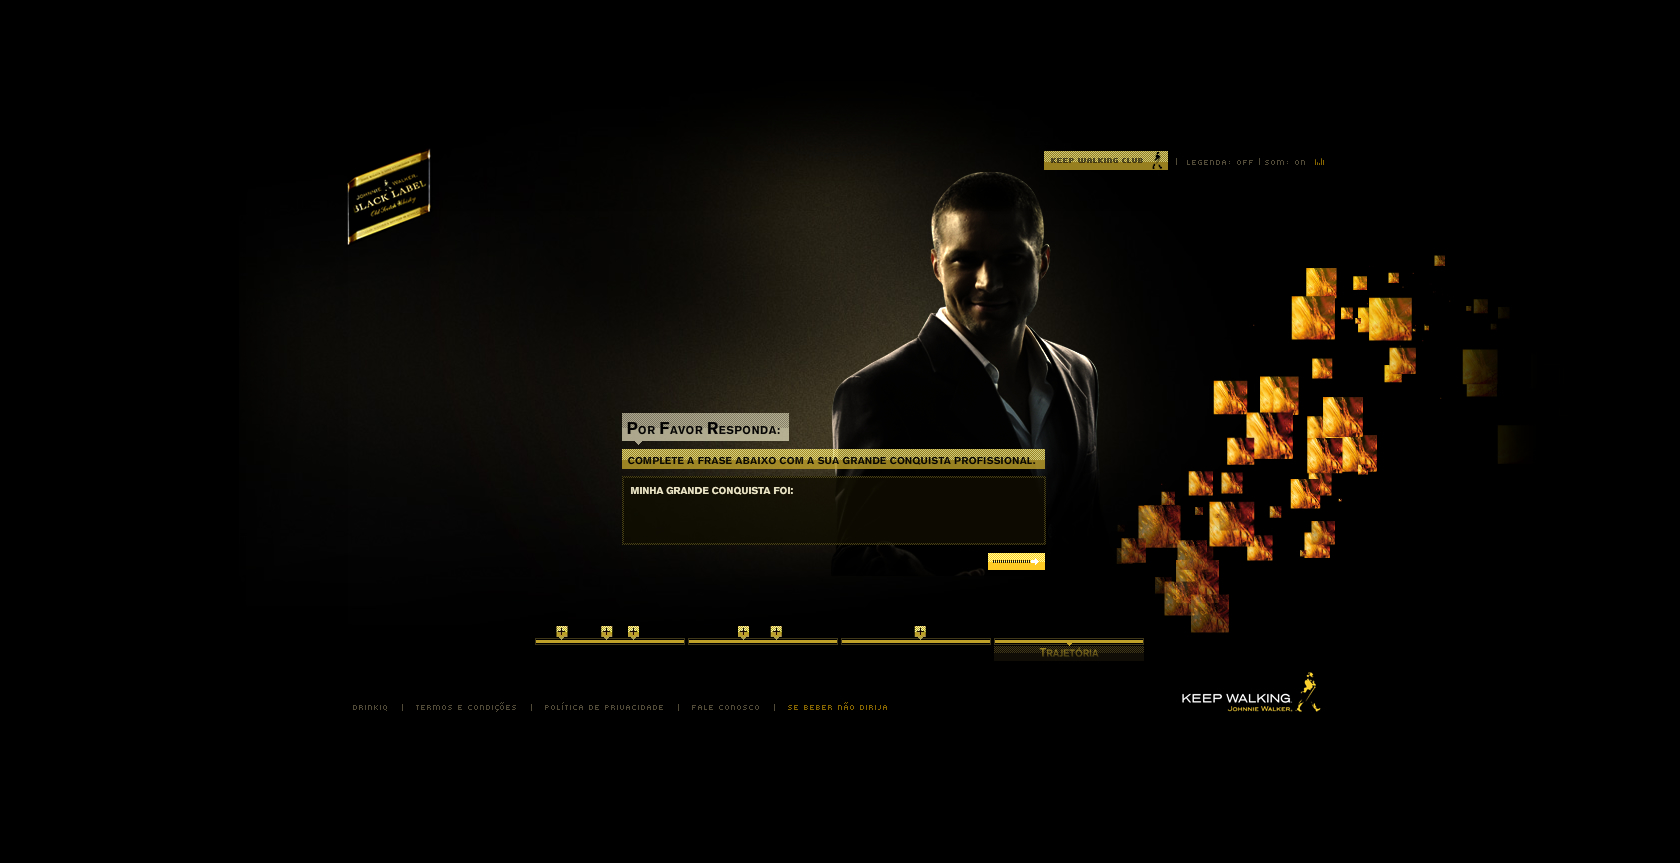 JOHNNIE WALKER.
BLACK LABEL
Old Scotch Whisky
KEEP WALKING CLUB | LEGENDA: OFF | SOM: ON
POR FAVOR RESPONDA:
COMPLETE A FRASE ABAIXO COM A SUA GRANDE CONQUISTA PROFISSIONAL.
MINHA GRANDE CONQUISTA FOI:
TRAJETÓRIA
KEEP WALKING.
JOHNNIE WALKER.
DRINKIQ | TERMOS E CONDIÇÕES | POLÍTICA DE PRIVACIDADE | FALE CONOSCO | SE BEBER NÃO DIRIJA